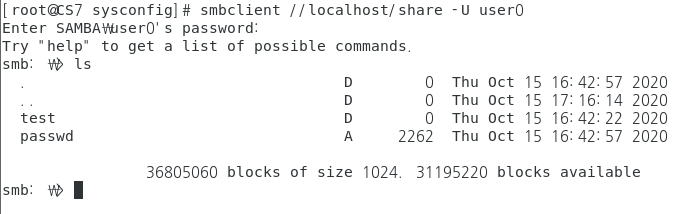 [root@CS7 sysconfig]# smbclient //localhost/share -U user0
Enter SAMBA₩user0's password:
Try "help" to get a list of possible commands.
smb: ₩> ls
. D 0 Thu Oct 15 16:42:57 2020
.. D 0 Thu Oct 15 17:16:14 2020
test D 0 Thu Oct 15 16:42:22 2020
passwd A 2262 Thu Oct 15 16:42:57 2020
36805060 blocks of size 1024. 31195220 blocks available
smb: ₩>